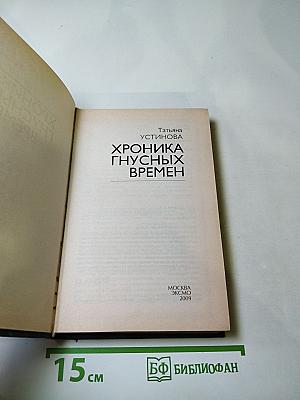 Татьяна
УСТИНОВА
ХРОНИКА
ГНУСНЫХ
ВРЕМЕН
МОСКВА
ЭКСМО
2009
15 см
БФ БИБЛИОФАН